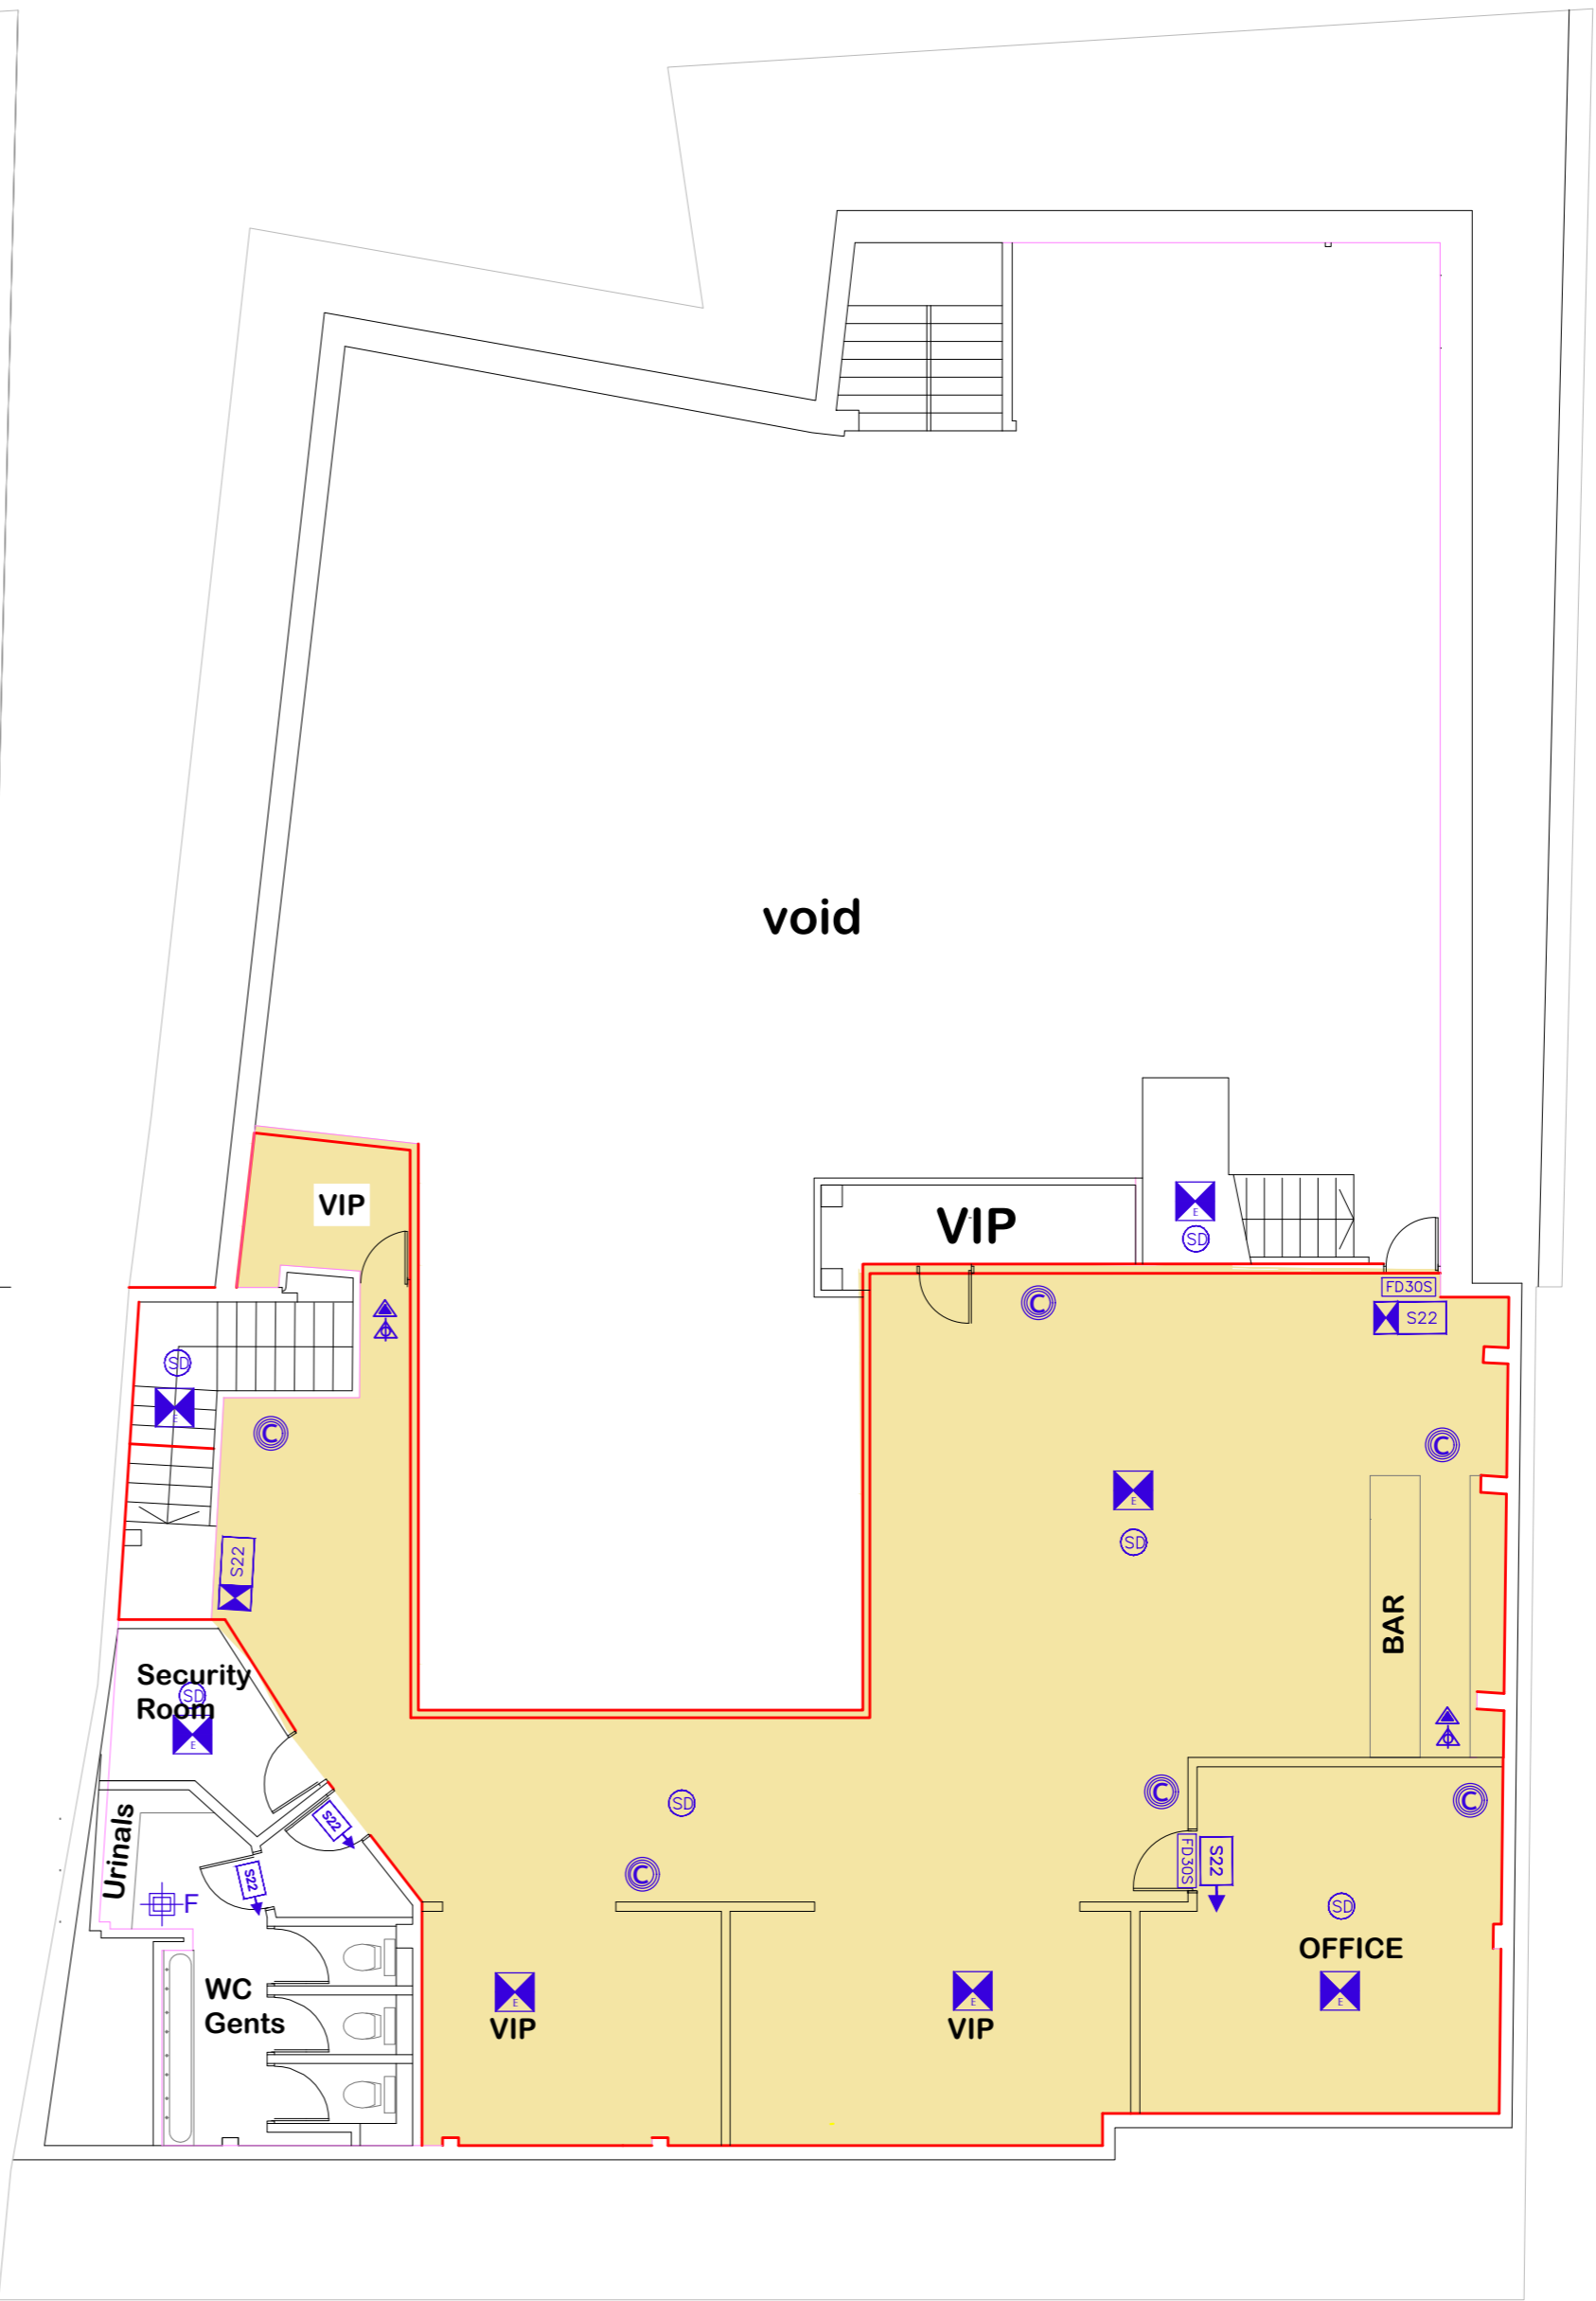 void
VIP
VIP
E
SD
FD30S
S22
C
SD
E
C
C
E
SD
S22
BAR
Security
Room
SD
E
Urinals
S22
S22
F
SD
C
C
C
FD30S
S22
SD
OFFICE
E
WC
Gents
E
VIP
E
VIP